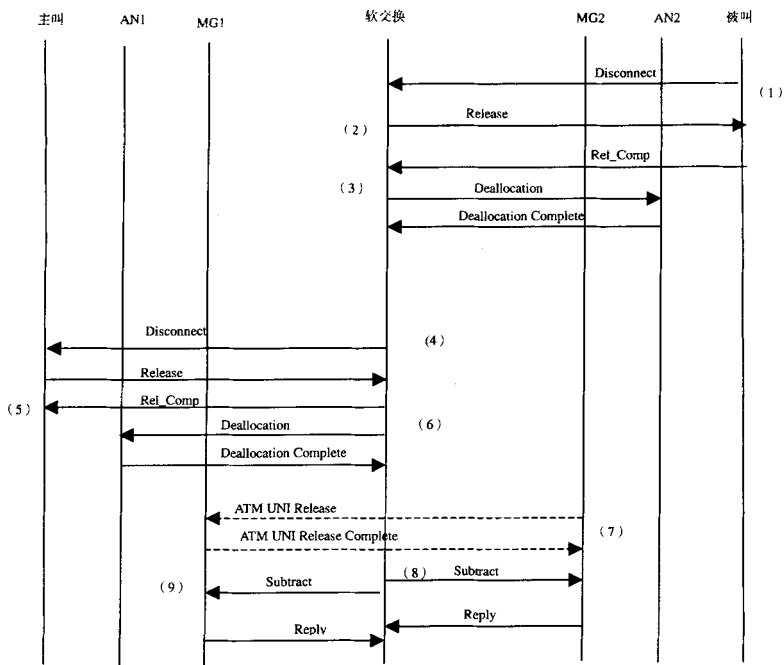 主叫 AN1 MG1 软交换 MG2 AN2 被叫
Disconnect
(1)
Release
(2)
Rel_Comp
(3)
Deallocation
Deallocation Complete
Disconnect
(4)
Release
Rel_Comp
(5)
Deallocation
(6)
Deallocation Complete
ATM UNI Release
ATM UNI Release Complete
(7)
(8)
Subtract
(9)
Subtract
Reply
Reply